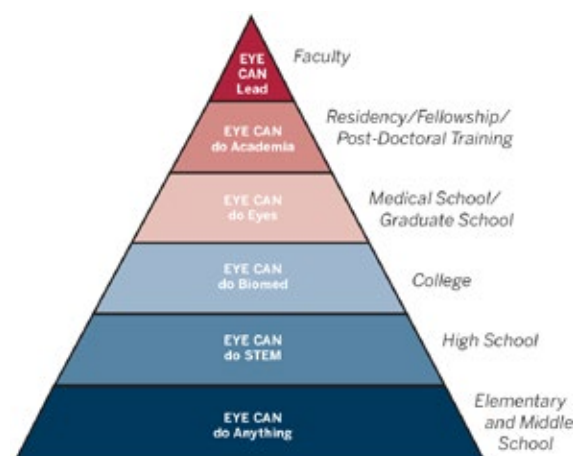 EYE
CAN
Lead
Faculty
EYE CAN
do Academia
Residency/Fellowship/
Post-Doctoral Training
EYE CAN
do Eyes
Medical School/
Graduate School
EYE CAN
do Biomed
College
EYE CAN
do STEM
High School
EYE CAN
do Anything
Elementary
and Middle
School